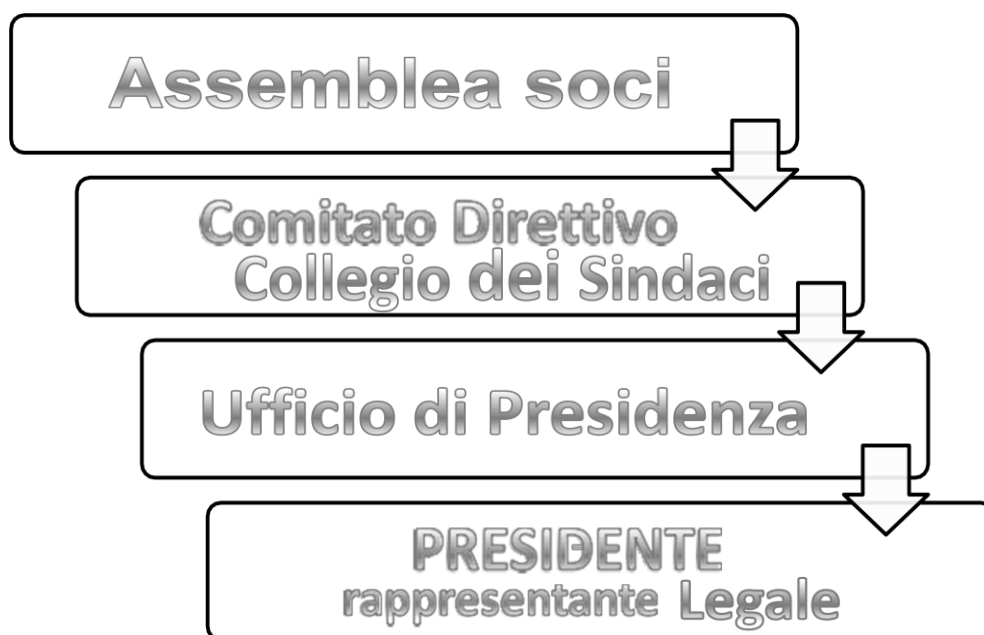 Assemblea soci
Comitato Direttivo
Collegio dei Sindaci
Ufficio di Presidenza
PRESIDENTE
rappresentante Legale